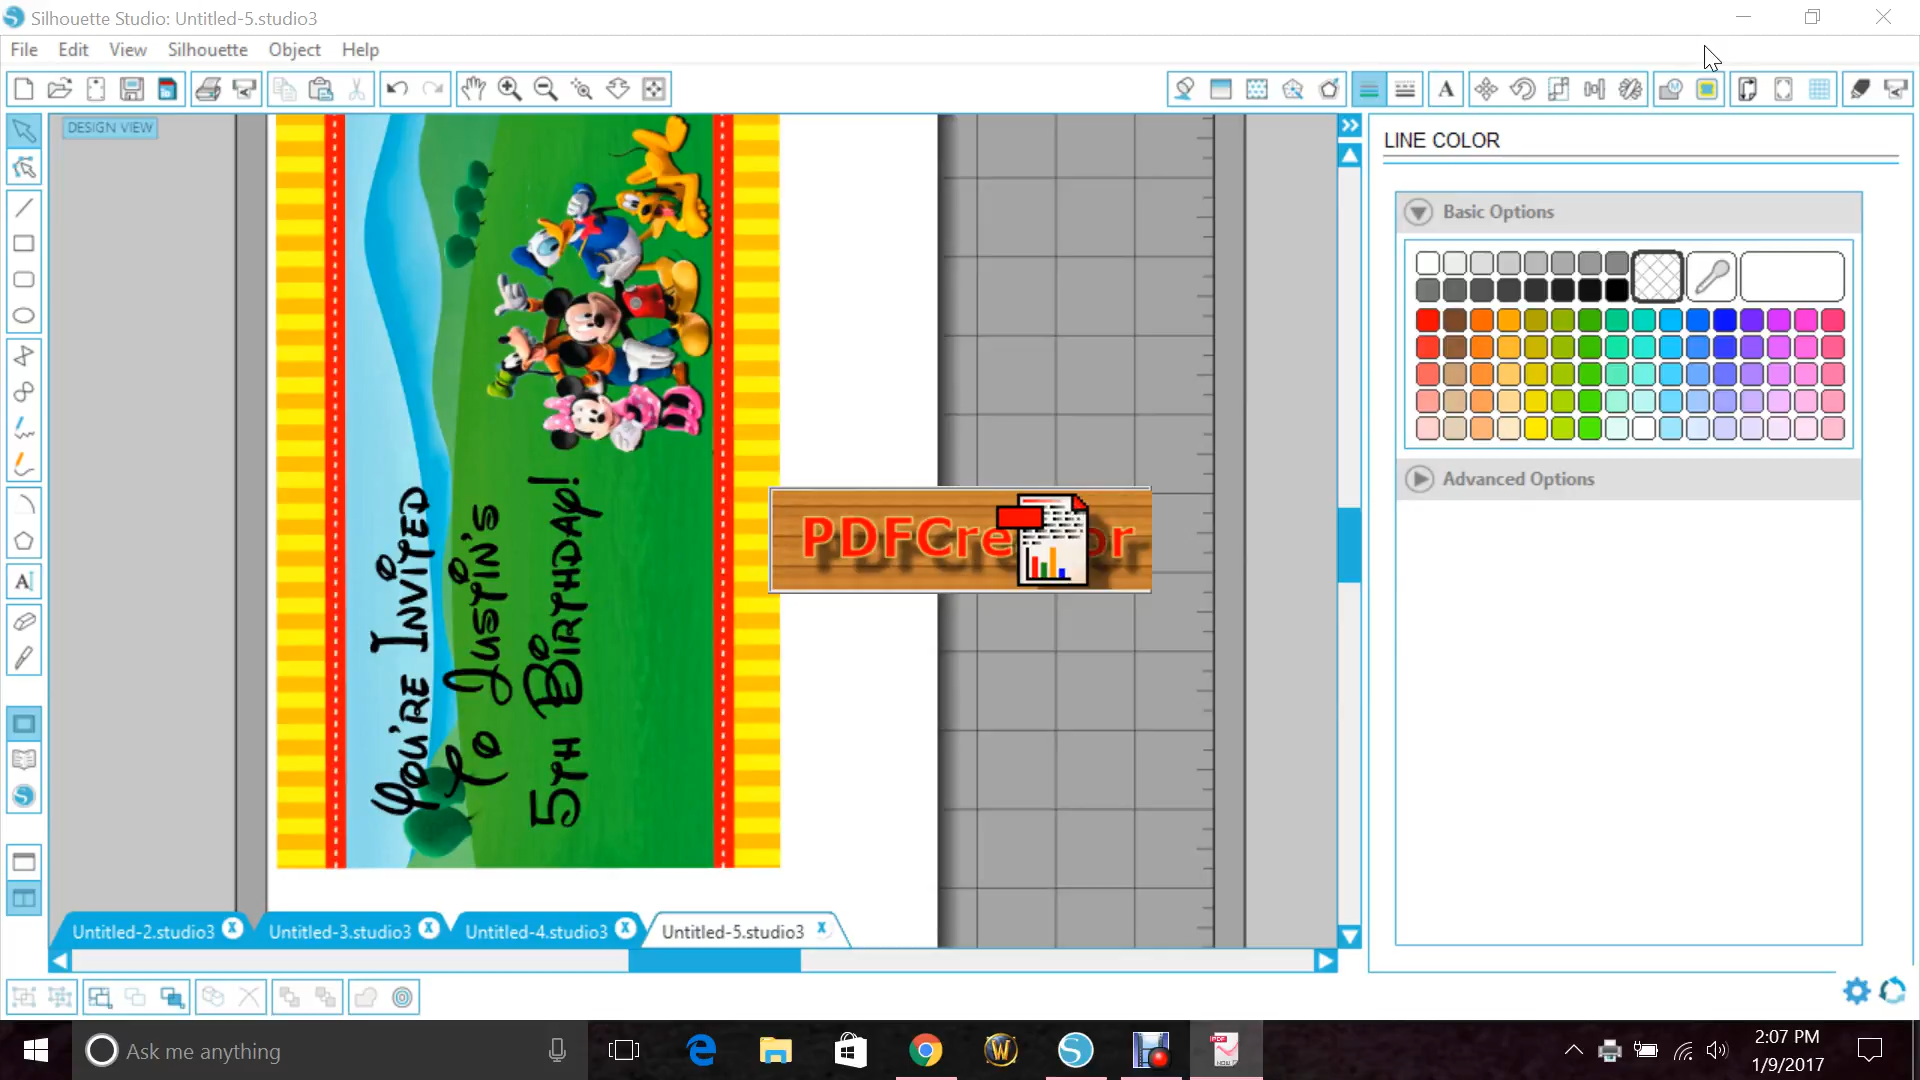 Silhouette Studio: Untitled-5.studio3
File Edit View Silhouette Object Help
DESIGN VIEW
LINE COLOR
Basic Options
Advanced Options
You're Invited
To Justin's
5th Birthday!
PDFCre or
Untitled-2.studio3
Untitled-3.studio3
Untitled-4.studio3
Untitled-5.studio3
Ask me anything
2:07 PM
1/9/2017